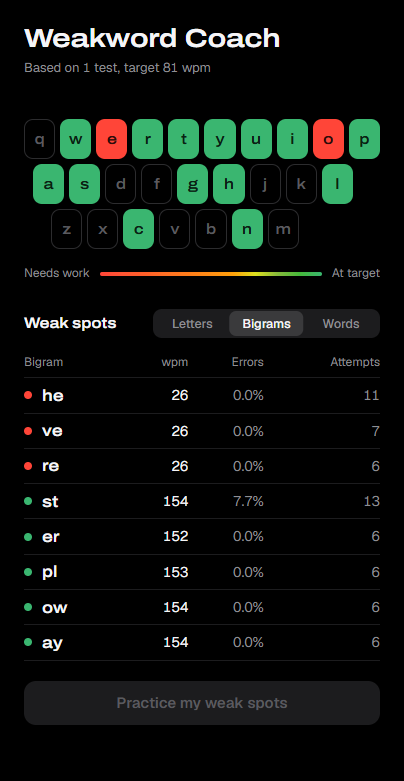 Weakword Coach
Based on 1 test, target 81 wpm
q w e r t y u i o p
a s d f g h j k l
z x c v b n m
Needs work At target
Weak spots Letters Bigrams Words
Bigram wpm Errors Attempts
he 26 0.0% 11
ve 26 0.0% 7
re 26 0.0% 6
st 154 7.7% 13
er 152 0.0% 6
pl 153 0.0% 6
ow 154 0.0% 6
ay 154 0.0% 6
Practice my weak spots